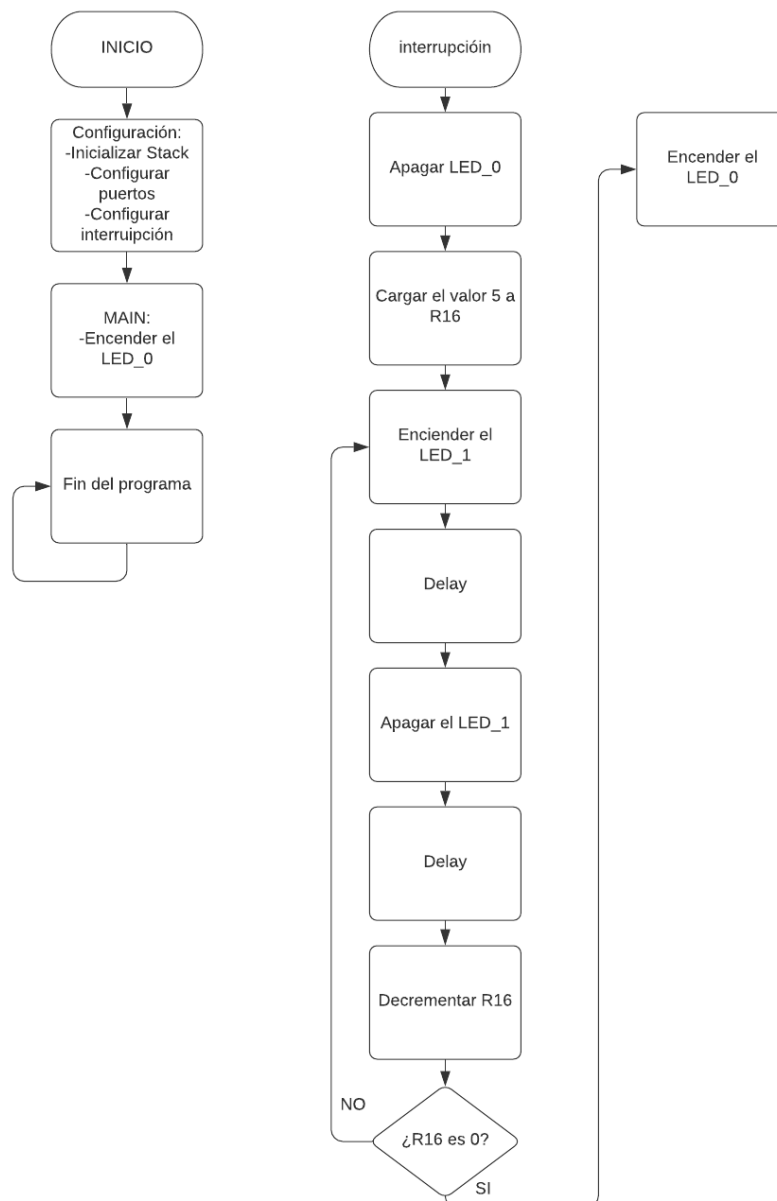 INICIO
Configuración:
-Inicializar Stack
-Configurar
puertos
-Configurar
interruipción
MAIN:
-Encender el
LED_0
Fin del programa
interrupcióin
Apagar LED_0
Cargar el valor 5 a
R16
Enciender el
LED_1
Delay
Apagar el LED_1
Delay
Decrementar R16
¿R16 es 0?
NO
SI
Encender el
LED_0